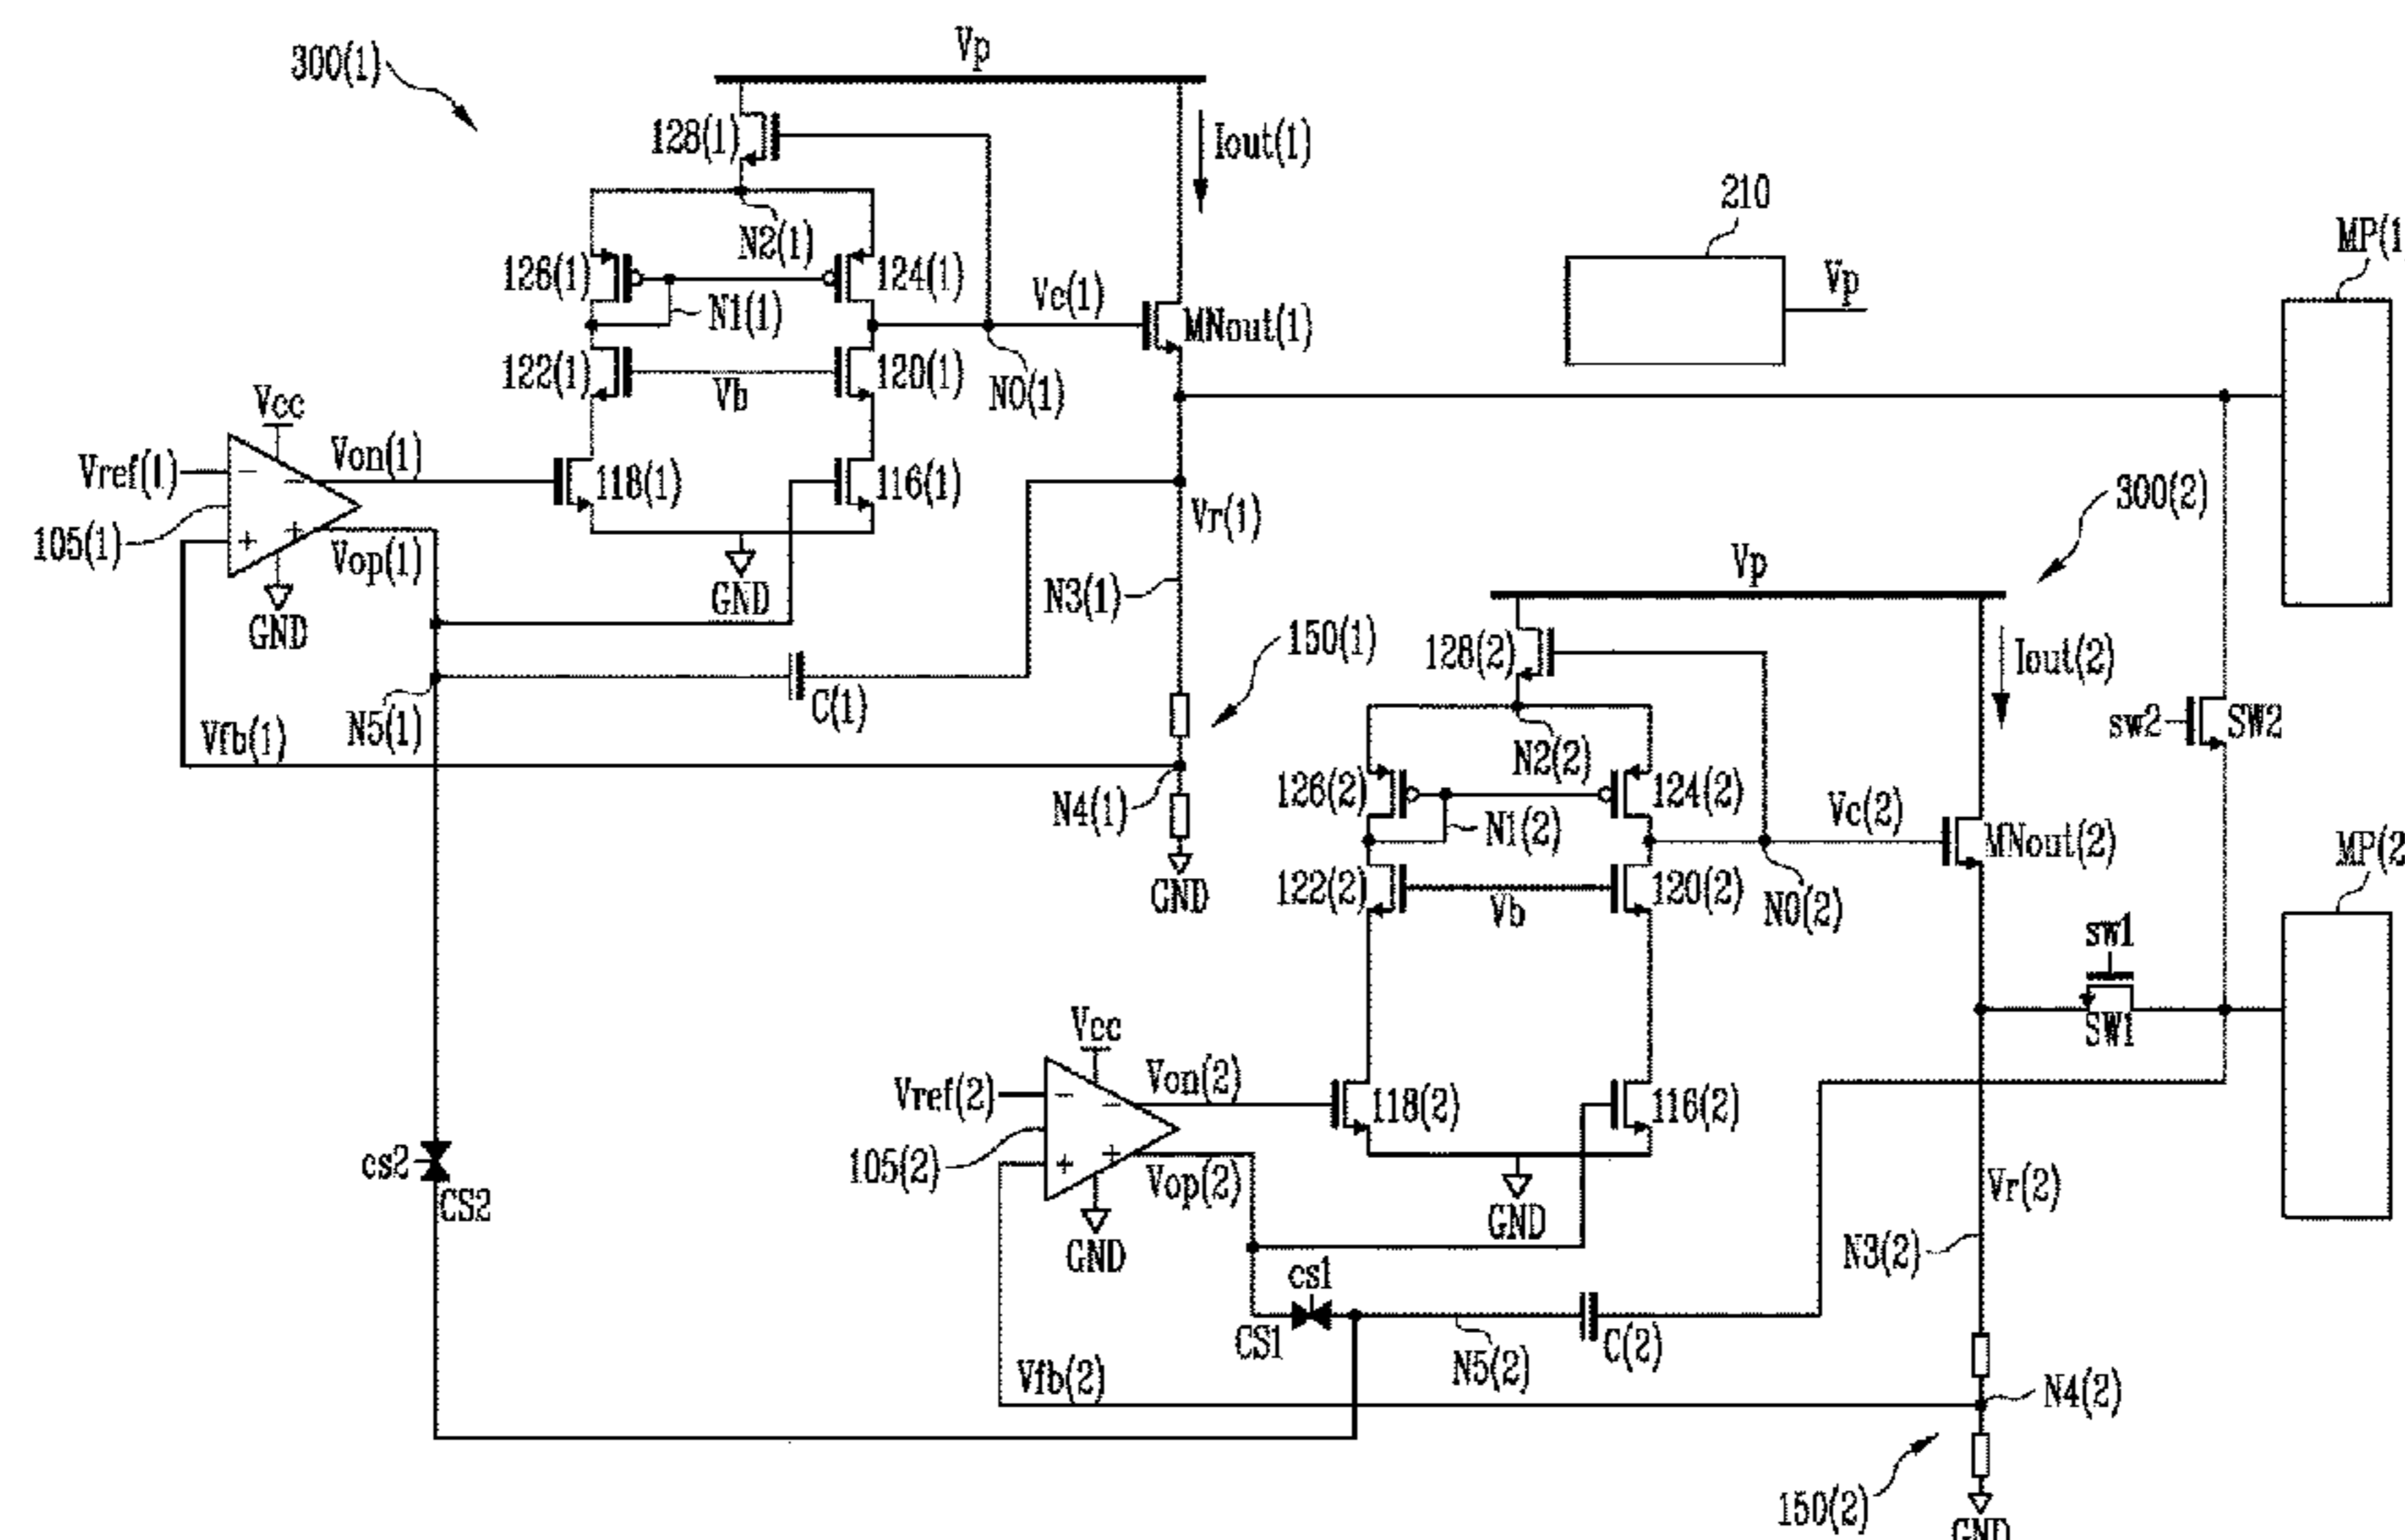 300(1)
Vp
128(1)
Iout(1)
N2(1)
126(1)
124(1)
N1(1)
Vc(1)
MNout(1)
122(1)
Vb
120(1)
N0(1)
210
Vp
MP(1
Vcc
Vref(1)
Von(1)
118(1)
116(1)
105(1)
Vop(1)
GND
GND
Vr(1)
N3(1)
150(1)
C(1)
N5(1)
Vfb(1)
N4(1)
GND
300(2)
Vp
128(2)
Iout(2)
N2(2)
sw2
SW2
126(2)
124(2)
N1(2)
Vc(2)
MNout(2)
122(2)
Vb
120(2)
N0(2)
MP(2
sw1
SW1
Vcc
Vref(2)
Von(2)
118(2)
116(2)
105(2)
Vop(2)
GND
GND
Vr(2)
N3(2)
cs2
CS2
cs1
CS1
N5(2)
C(2)
Vfb(2)
N4(2)
150(2)
GND